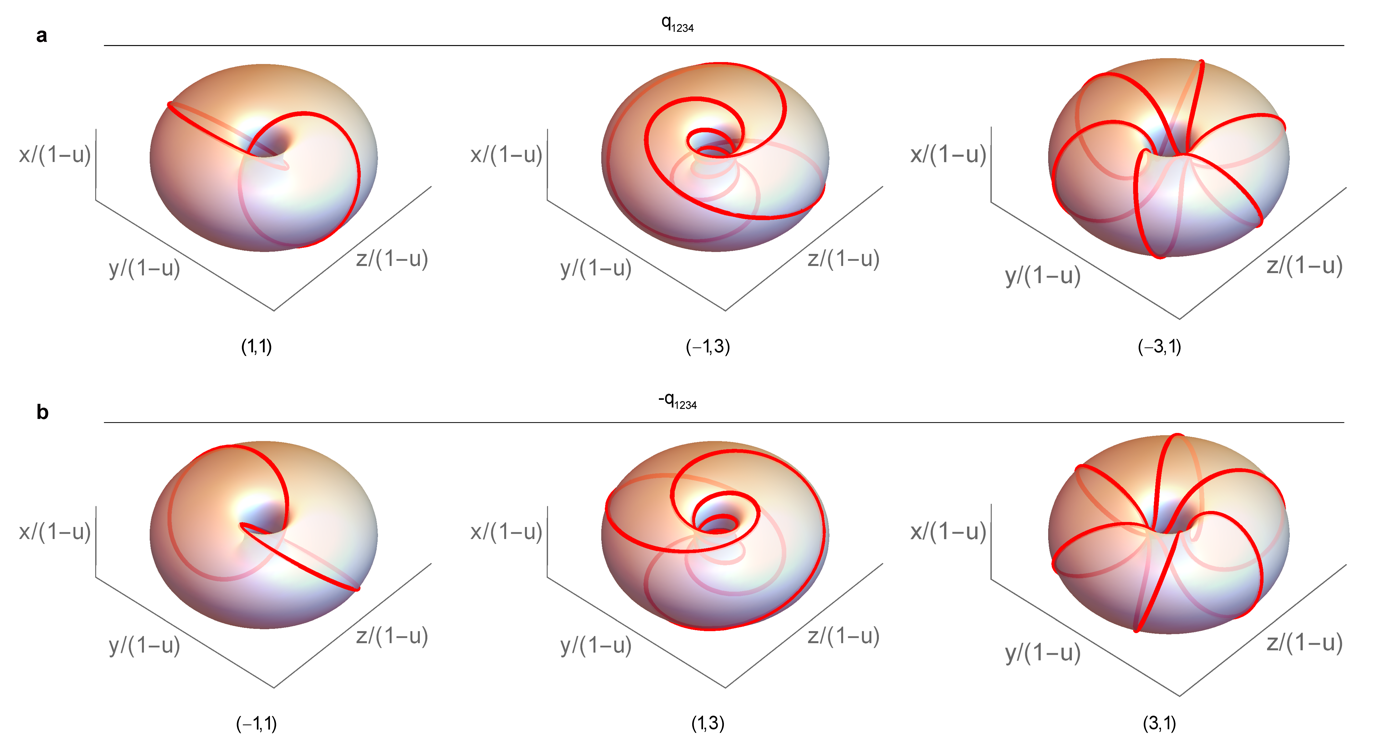 a
q1234
x/(1−u)
y/(1−u)
z/(1−u)
(1,1)
x/(1−u)
y/(1−u)
z/(1−u)
(−1,3)
x/(1−u)
y/(1−u)
z/(1−u)
(−3,1)
b
-q1234
x/(1−u)
y/(1−u)
z/(1−u)
(−1,1)
x/(1−u)
y/(1−u)
z/(1−u)
(1,3)
x/(1−u)
y/(1−u)
z/(1−u)
(3,1)